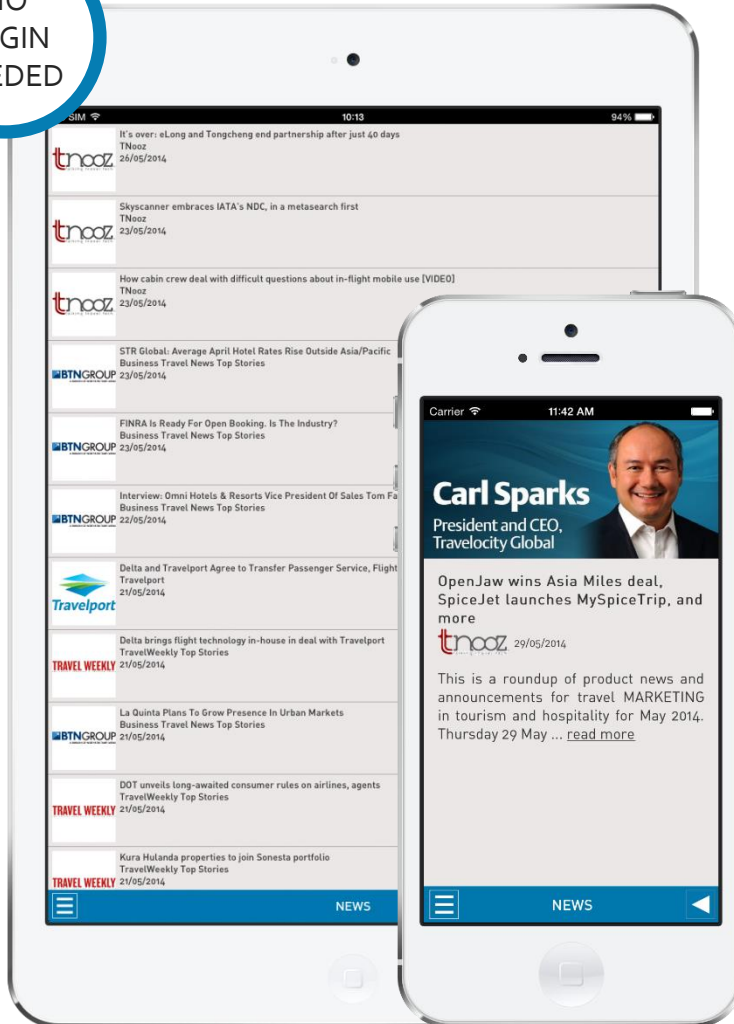 SIM
10:13
94%
It's over: eLong and Tongcheng end partnership after just 40 days
TNooz
tnooz
26/05/2014
Skyscanner embraces IATA's NDC, in a metasearch first
TNooz
tnooz
23/05/2014
How cabin crew deal with difficult questions about in-flight mobile use [VIDEO]
TNooz
tnooz
23/05/2014
STR Global: Average April Hotel Rates Rise Outside Asia/Pacific
Business Travel News Top Stories
BTNGROUP 23/05/2014
FINRA Is Ready For Open Booking. Is The Industry?
Business Travel News Top Stories
BTNGROUP 23/05/2014
Interview: Omni Hotels & Resorts Vice President Of Sales Tom
Business Travel News Top Stories
BTNGROUP 22/05/2014
Delta and Travelport Agree to Transfer Passenger Service, Flight
Travelport
21/05/2014
Travelport
Delta brings flight technology in-house in deal with Travelport
TravelWeekly Top Stories
TRAVEL WEEKLY 21/05/2014
La Quinta Plans To Grow Presence In Urban Markets
Business Travel News Top Stories
BTNGROUP 21/05/2014
DOT unveils long-awaited consumer rules on airlines, agents
TravelWeekly Top Stories
TRAVEL WEEKLY 21/05/2014
Kura Hulanda properties to join Sonesta portfolio
TravelWeekly Top Stories
TRAVEL WEEKLY 21/05/2014
NEWS
Carrier
11:42 AM
Carl Sparks
President and CEO,
Travelocity Global
OpenJaw wins Asia Miles deal,
SpiceJet launches MySpiceTrip, and
more
tnooz 29/05/2014
This is a roundup of product news and
announcements for travel MARKETING
in tourism and hospitality for May 2014.
Thursday 29 May ... read more
NEWS